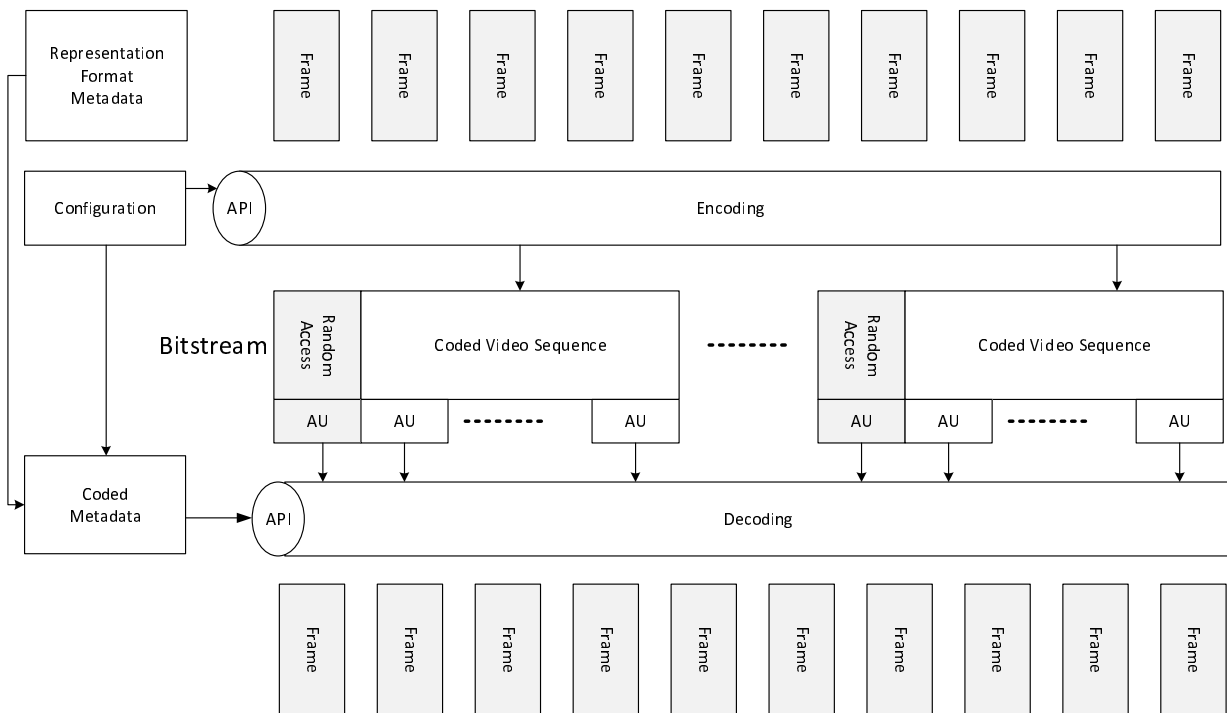 Representation
Format
Metadata
Frame
Frame
Frame
Frame
Frame
Frame
Frame
Frame
Frame
Frame
Configuration
API
Encoding
Bitstream
Random
Access
Coded Video Sequence
Random
Access
Coded Video Sequence
AU
AU
AU
AU
AU
AU
Coded
Metadata
API
Decoding
Frame
Frame
Frame
Frame
Frame
Frame
Frame
Frame
Frame
Frame